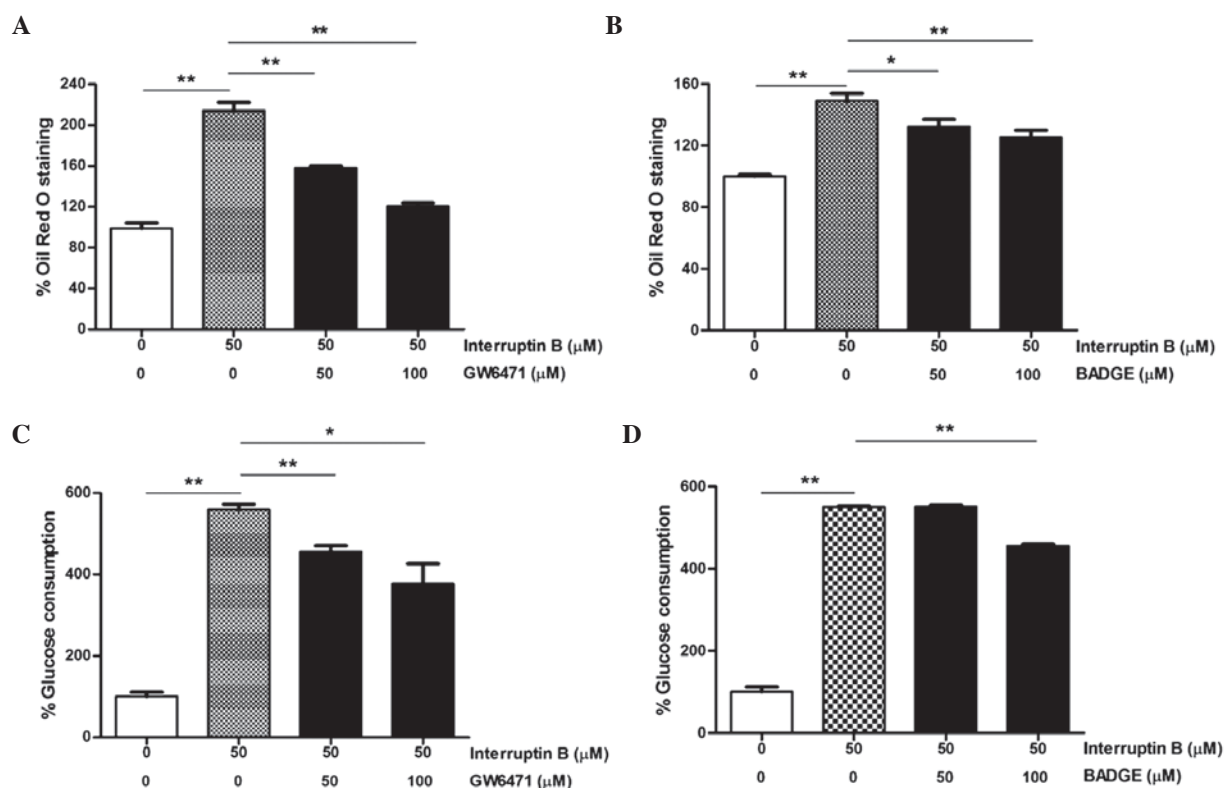 A
**
**
**
% Oil Red O staining
240
200
160
120
80
40
0
0 50 50 50 Interruptin B (μM)
0 0 50 100 GW6471 (μM)
B
**
*
**
% Oil Red O staining
160
120
80
40
0
0 50 50 50 Interruptin B (μM)
0 0 50 100 BADGE (μM)
C
*
**
**
% Glucose consumption
600
400
200
0
0 50 50 50 Interruptin B (μM)
0 0 50 100 GW6471 (μM)
D
**
**
% Glucose consumption
600
400
200
0
0 50 50 50 Interruptin B (μM)
0 0 50 100 BADGE (μM)